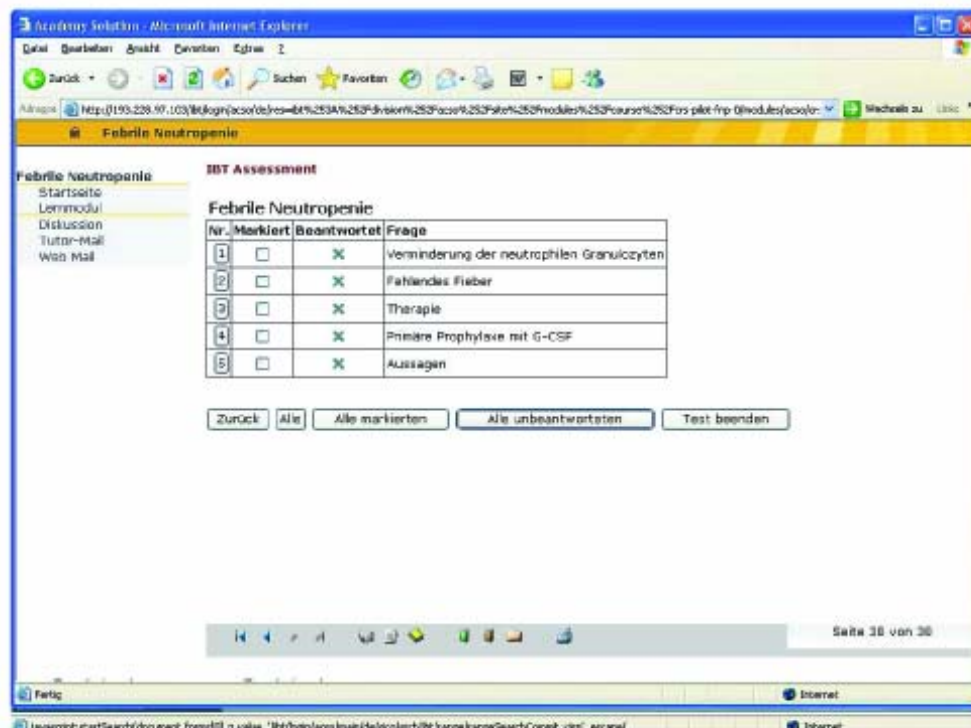 Academy Solution - Microsoft Internet Explorer
Datei Bearbeiten Ansicht Favoriten Extras ?
Zurück Suchen Favoriten
Adresse Wechseln zu Links
Febrile Neutropenie
Febrile Neutropenie
Startseite
Lernmodul
Diskussion
Tutor-Mail
Web Mail
IBT Assessment
Febrile Neutropenie
Nr. Markiert Beantwortet Frage
1 Verminderung der neutrophilen Granulozyten
2 Fehlendes Fieber
3 Therapie
4 Primäre Prophylaxe mit G-CSF
5 Aussagen
Zurück Alle Alle markierten Alle unbeantworteten Test beenden
Seite 38 von 38
Fertig Internet
Internet